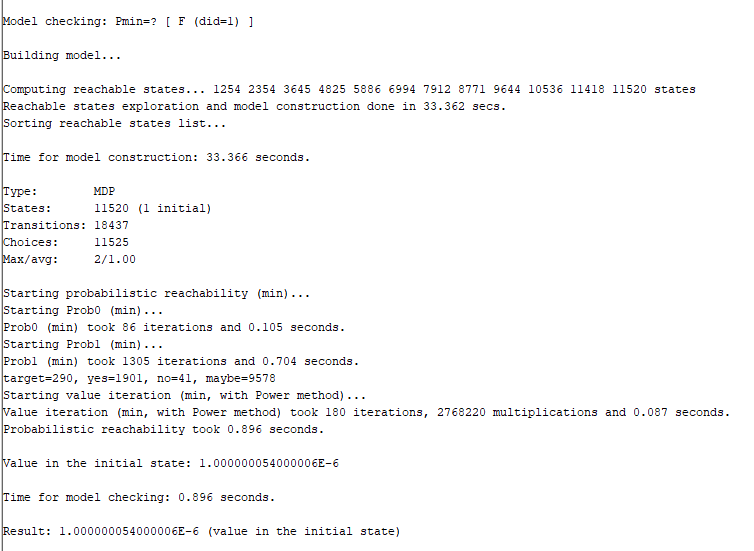 Model checking: Pmin=? [ F (did=1) ]
Building model...
Computing reachable states... 1254 2354 3645 4825 5886 6994 7912 8771 9644 10536 11418 11520 states
Reachable states exploration and model construction done in 33.362 secs.
Sorting reachable states list...
Time for model construction: 33.366 seconds.
Type:        MDP
States:      11520 (1 initial)
Transitions: 18437
Choices:     11525
Max/avg:     2/1.00
Starting probabilistic reachability (min)...
Starting Prob0 (min)...
Prob0 (min) took 86 iterations and 0.105 seconds.
Starting Prob1 (min)...
Prob1 (min) took 1305 iterations and 0.704 seconds.
target=290, yes=1901, no=41, maybe=9578
Starting value iteration (min, with Power method)...
Value iteration (min, with Power method) took 180 iterations, 2768220 multiplications and 0.087 seconds.
Probabilistic reachability took 0.896 seconds.
Value in the initial state: 1.000000054000006E-6
Time for model checking: 0.896 seconds.
Result: 1.000000054000006E-6 (value in the initial state)